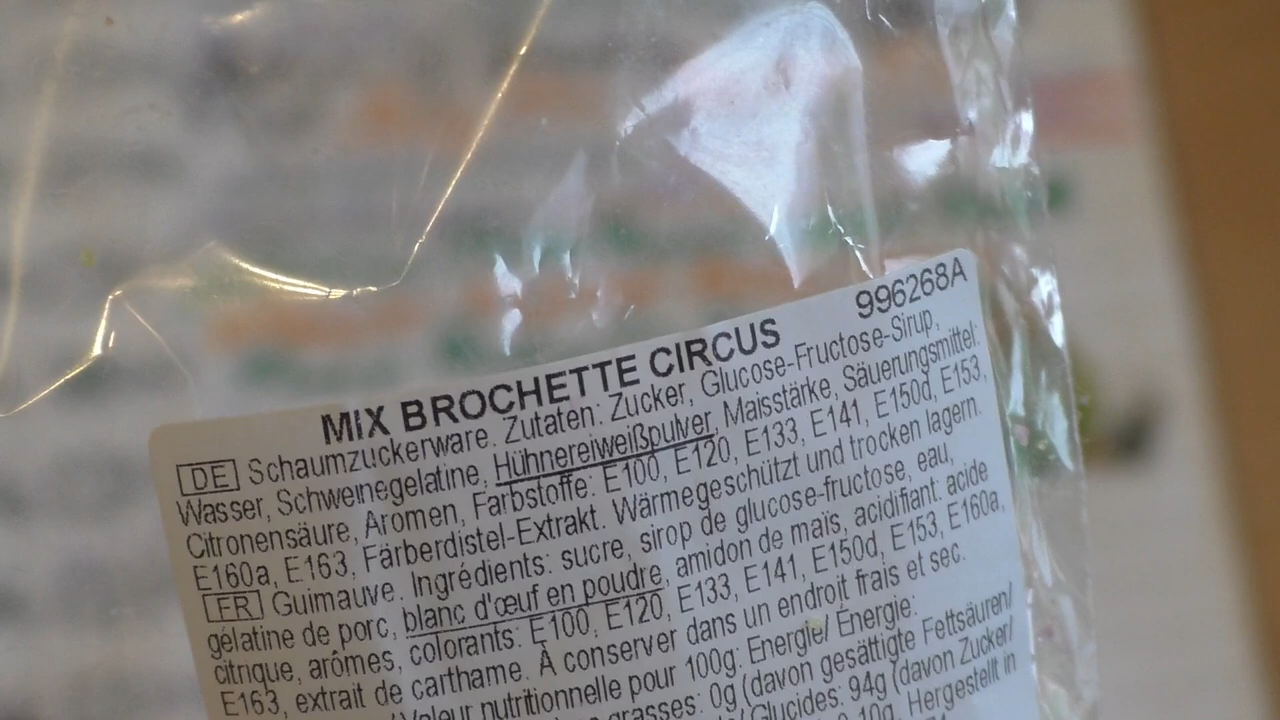 MIX BROCHETTE CIRCUS 996268A
DE Schaumzuckerware. Zutaten: Zucker, Glucose-Fructose-Sirup,
Wasser, Schweinegelatine, Hühnereiweißpulver, Maisstärke, Säuerungsmittel:
Citronensäure, Aromen, Farbstoffe: E100, E120, E133, E141, E150d, E153,
E160a, E163, Färberdistel-Extrakt. Wärmegeschützt und trocken lagern.
FR Guimauve. Ingrédients: sucre, sirop de glucose-fructose, eau,
gélatine de porc, blanc d'œuf en poudre, amidon de maïs, acidifiant: acide
citrique, arômes, colorants: E100, E120, E133, E141, E150d, E153, E160a,
E163, extrait de carthame. À conserver dans un endroit frais et sec.
/Valeur nutritionnelle pour 100g: Energie/ Énergie:
grasses: 0g (davon gesättigte Fettsäuren/
Glucides: 94g (davon Zucker/
10g. Hergestellt in